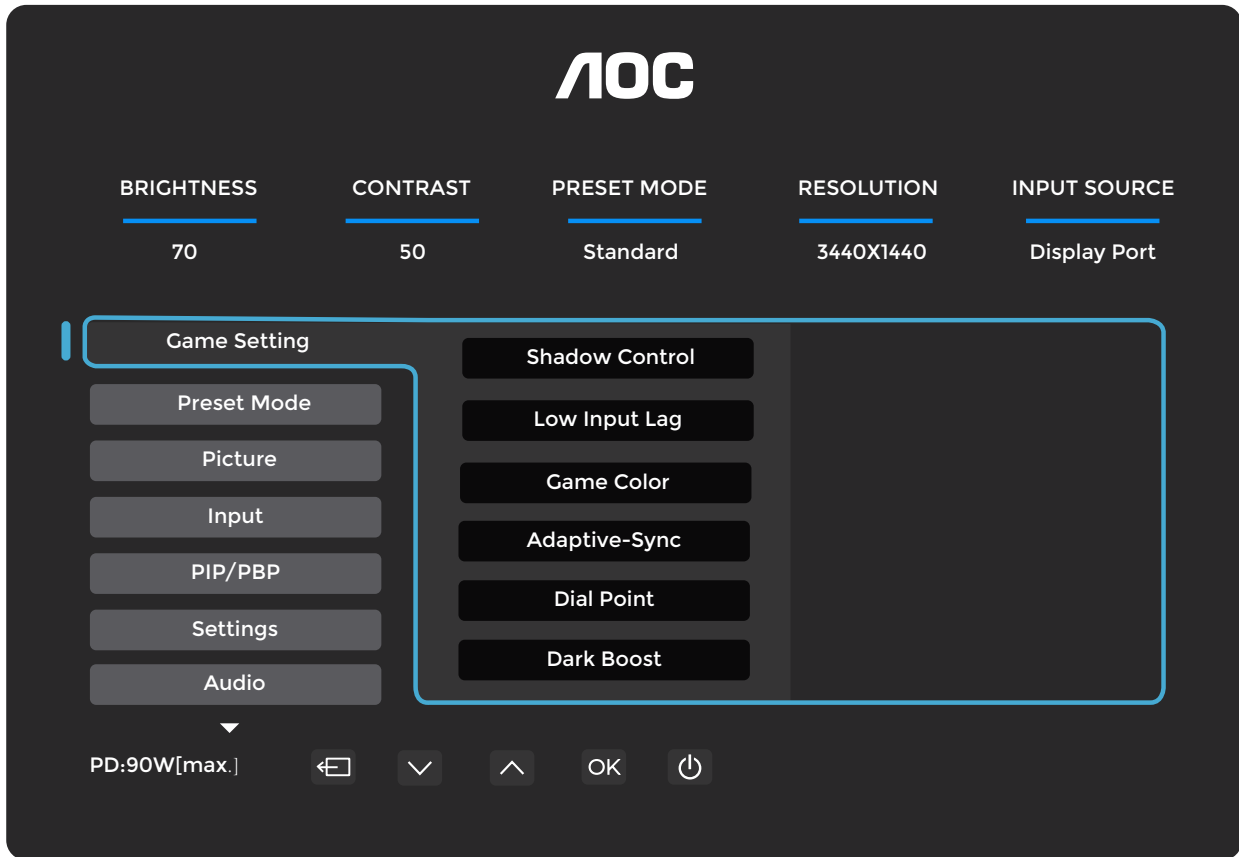 AOC
BRIGHTNESS CONTRAST PRESET MODE RESOLUTION INPUT SOURCE
70 50 Standard 3440X1440 Display Port
Game Setting
Preset Mode
Picture
Input
PIP/PBP
Settings
Audio
Shadow Control
Low Input Lag
Game Color
Adaptive-Sync
Dial Point
Dark Boost
PD:90W[max.] OK